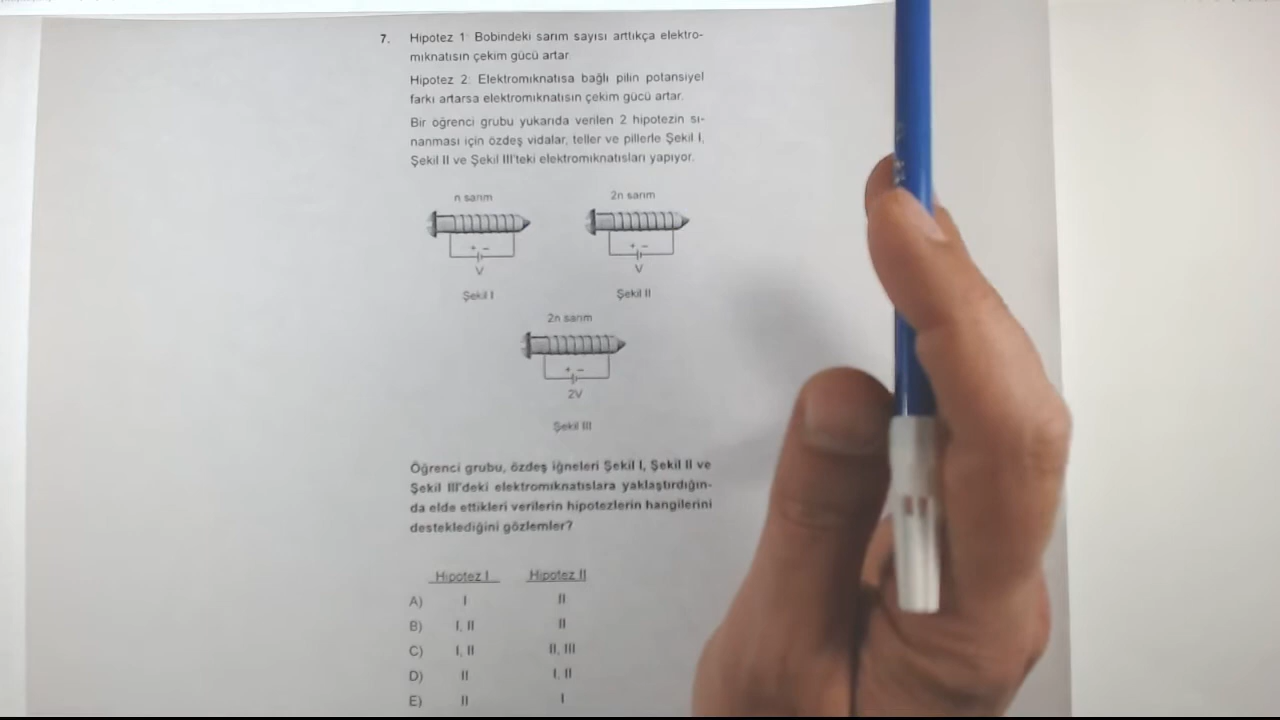 7. Hipotez 1: Bobindeki sarım sayısı arttıkça elektro-
mıknatısın çekim gücü artar.
Hipotez 2: Elektromıknatısa bağlı pilin potansiyel
farkı artarsa elektromıknatısın çekim gücü artar.
Bir öğrenci grubu yukarıda verilen 2 hipotezin sı-
nanması için özdeş vidalar, teller ve pillerle Şekil I,
Şekil II ve Şekil III'teki elektromıknatısları yapıyor.
n sarım
2n sarım
+ −
+ −
V
V
Şekil I
Şekil II
2n sarım
+ −
2V
Şekil III
Öğrenci grubu, özdeş iğneleri Şekil I, Şekil II ve
Şekil III'deki elektromıknatıslara yaklaştırdığın-
da elde ettikleri verilerin hipotezlerin hangilerini
desteklediğini gözlemler?
Hipotez I Hipotez II
A) I II
B) I, II II
C) I, II II, III
D) II I, II
E) II I